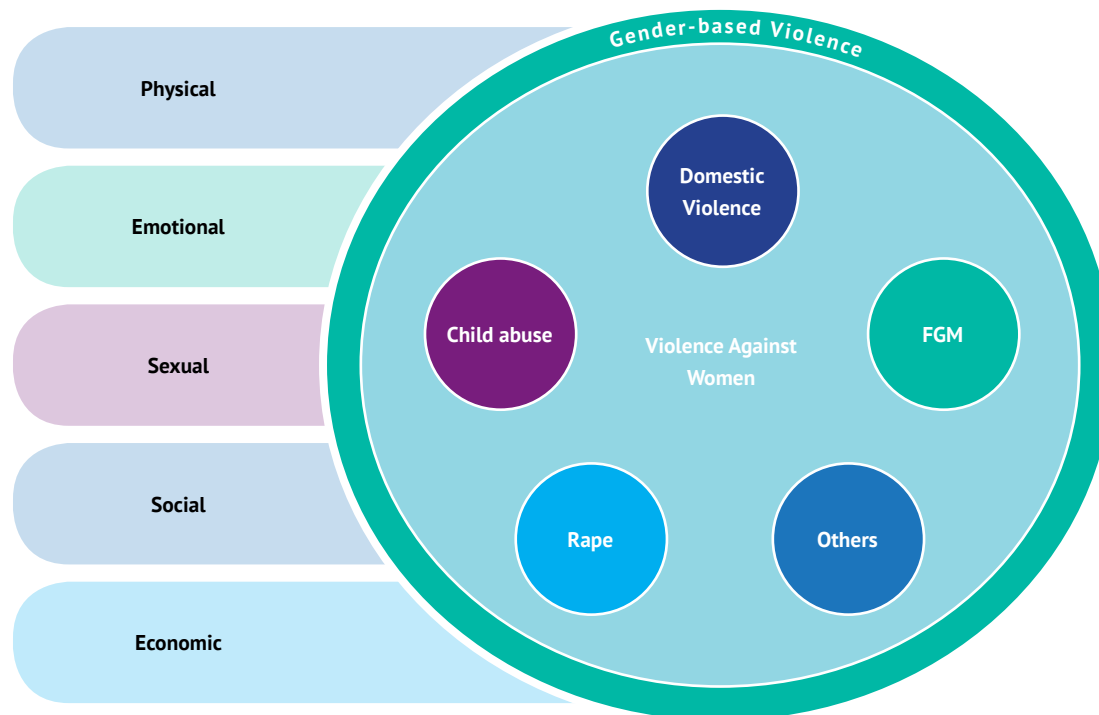 Gender-based Violence
Physical
Emotional
Sexual
Social
Economic
Domestic
Violence
Child abuse
Violence Against
Women
FGM
Rape
Others